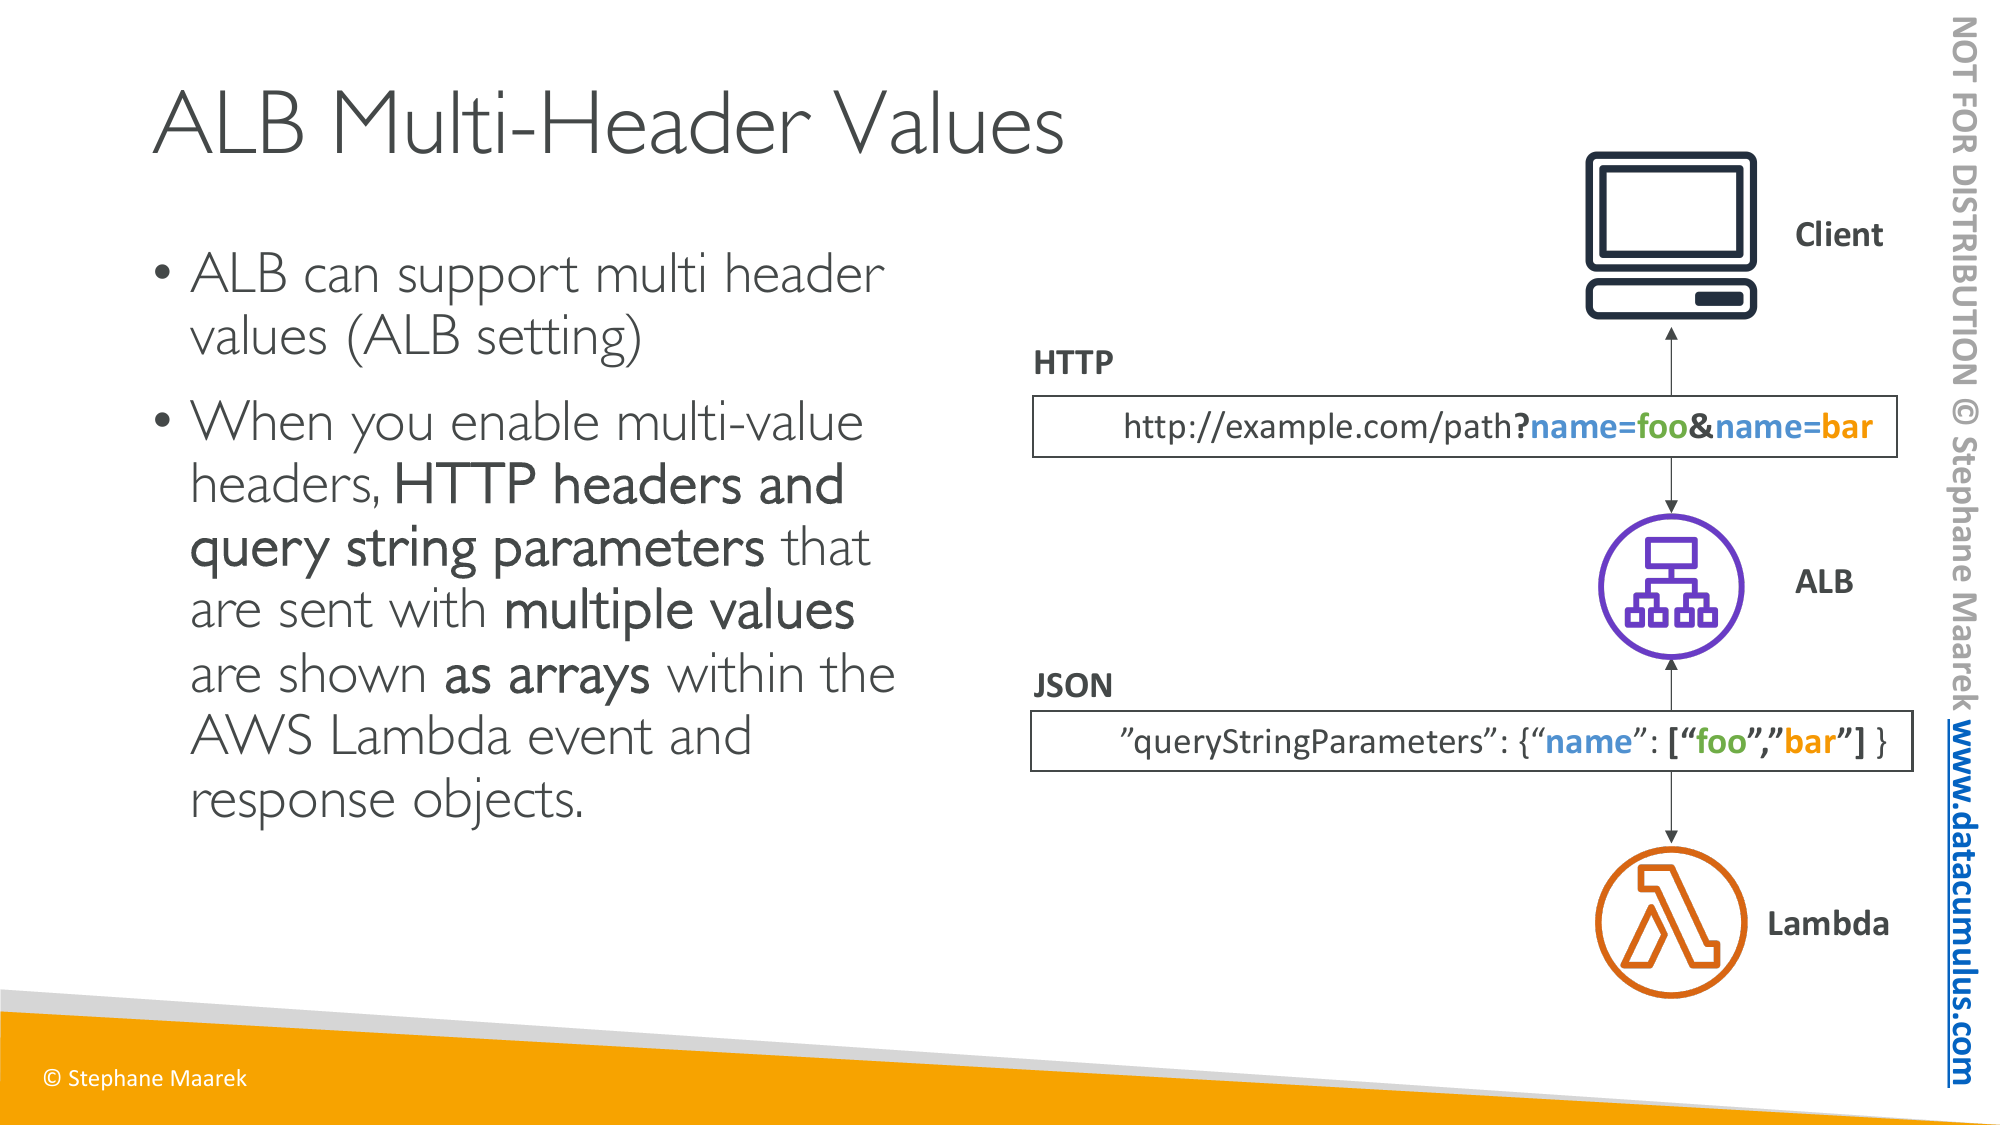 ALB Multi-Header Values
• ALB can support multi header
values (ALB setting)
• When you enable multi-value
headers, HTTP headers and
query string parameters that
are sent with multiple values
are shown as arrays within the
AWS Lambda event and
response objects.
Client
HTTP
http://example.com/path?name=foo&name=bar
ALB
JSON
”queryStringParameters”: {“name”: [“foo”,”bar”] }
Lambda
© Stephane Maarek
NOT FOR DISTRIBUTION © Stephane Maarek www.datacumulus.com